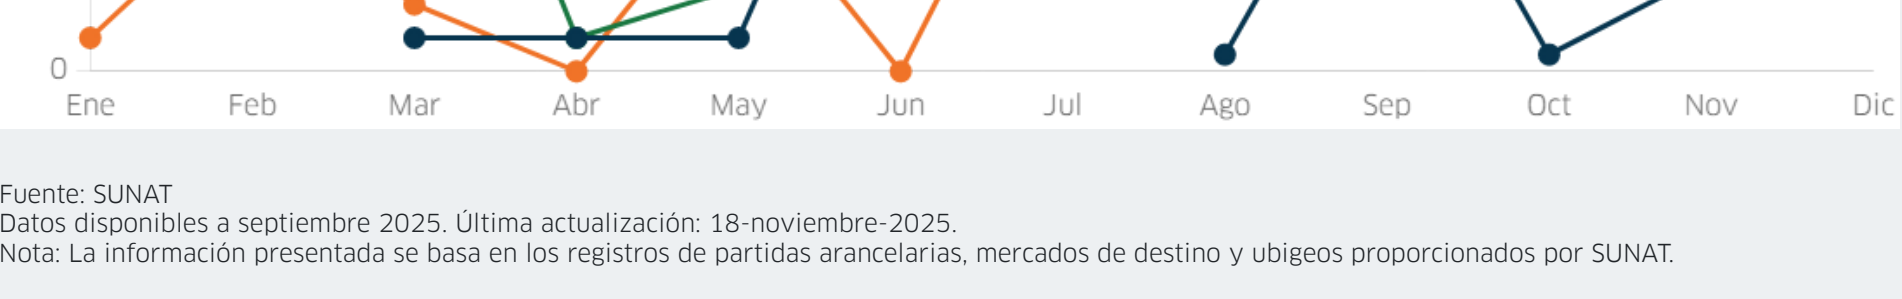 0
Ene Feb Mar Abr May Jun Jul Ago Sep Oct Nov Dic
Fuente: SUNAT
Datos disponibles a septiembre 2025. Última actualización: 18-noviembre-2025.
Nota: La información presentada se basa en los registros de partidas arancelarias, mercados de destino y ubigeos proporcionados por SUNAT.